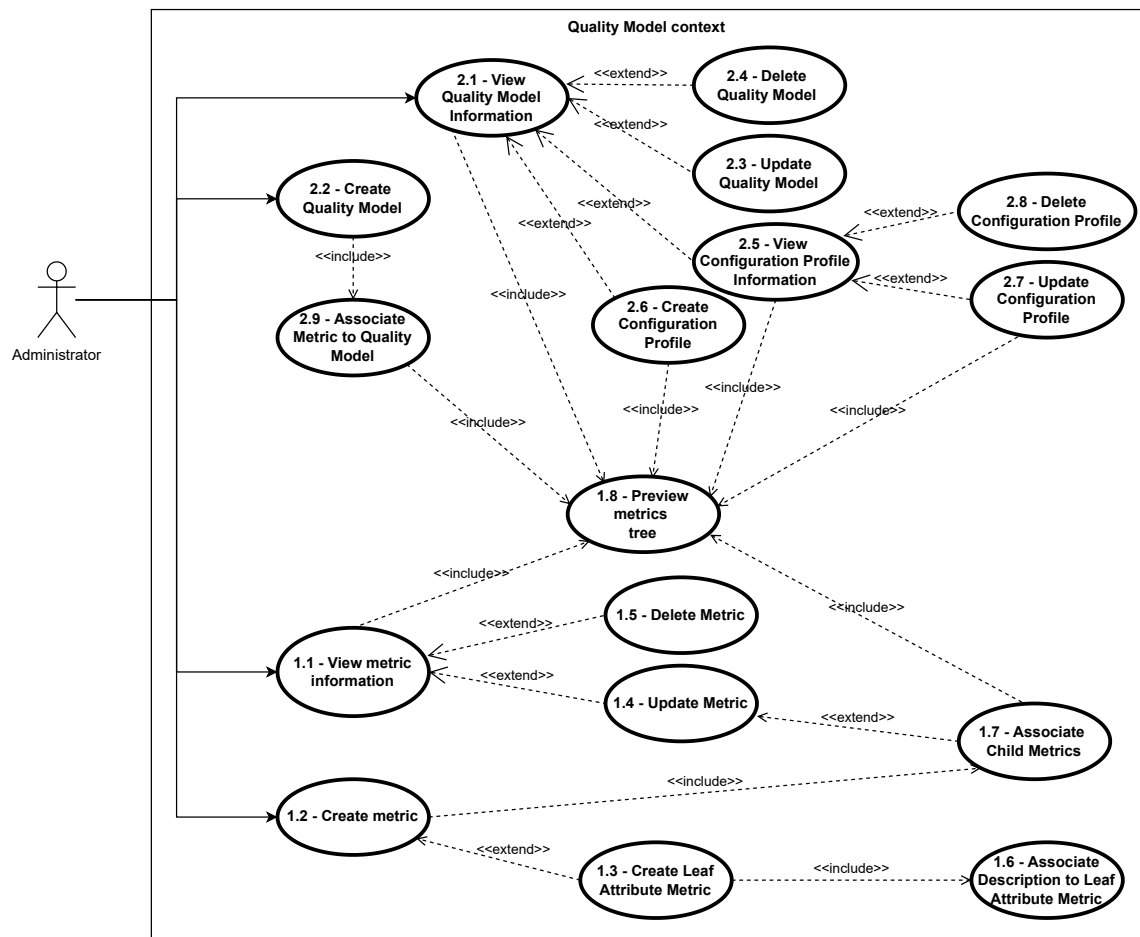 Quality Model context
2.1 - View
Quality Model
Information
<<extend>>
2.4 - Delete
Quality Model
<<extend>>
2.3 - Update
Quality Model
2.2 - Create
Quality Model
<<extend>>
<<extend>>
2.5 - View
Configuration Profile
Information
<<extend>>
2.8 - Delete
Configuration Profile
<<include>>
<<include>>
<<extend>>
2.7 - Update
Configuration
Profile
2.6 - Create
Configuration
Profile
2.9 - Associate
Metric to Quality
Model
Administrator
<<include>>
<<include>>
<<include>>
<<include>>
1.8 - Preview
metrics
tree
<<include>>
<<include>>
1.5 - Delete Metric
<<extend>>
1.1 - View metric
information
<<extend>>
1.4 - Update Metric
<<extend>>
1.7 - Associate
Child Metrics
<<include>>
1.2 - Create metric
<<extend>>
1.3 - Create Leaf
Attribute Metric
<<include>>
1.6 - Associate
Description to Leaf
Attribute Metric